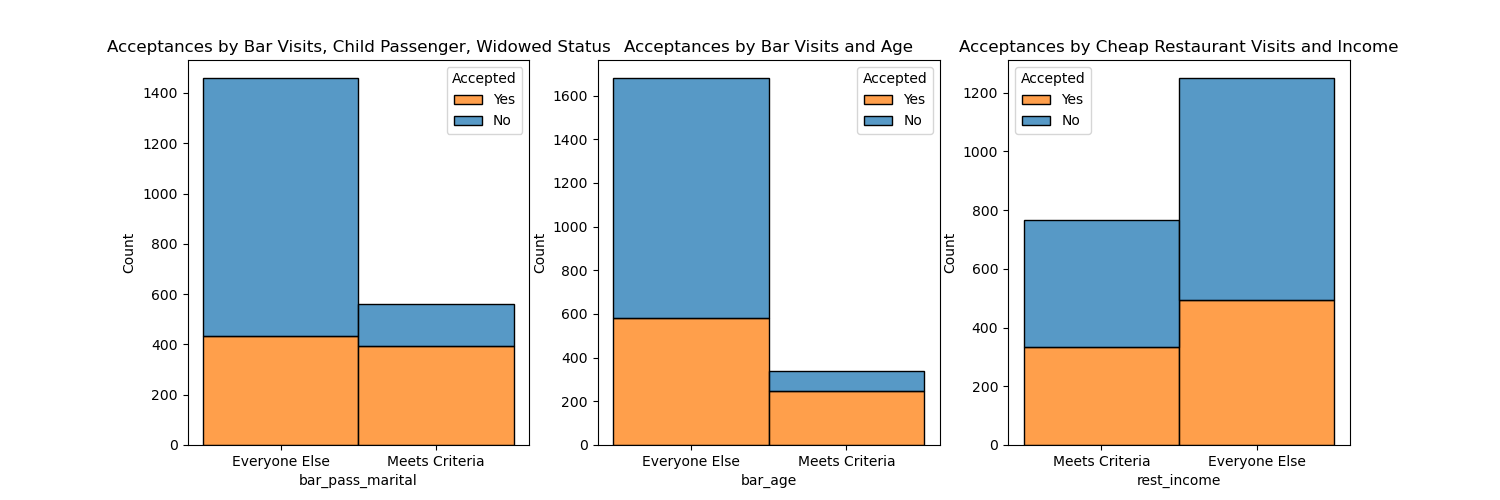 Acceptances by Bar Visits, Child Passenger, Widowed Status
Accepted
Yes
No
Count
1400
1200
1000
800
600
400
200
0
Everyone Else
Meets Criteria
bar_pass_marital
Acceptances by Bar Visits and Age
Accepted
Yes
No
Count
1600
1400
1200
1000
800
600
400
200
0
Everyone Else
Meets Criteria
bar_age
Acceptances by Cheap Restaurant Visits and Income
Accepted
Yes
No
Count
1200
1000
800
600
400
200
0
Meets Criteria
Everyone Else
rest_income